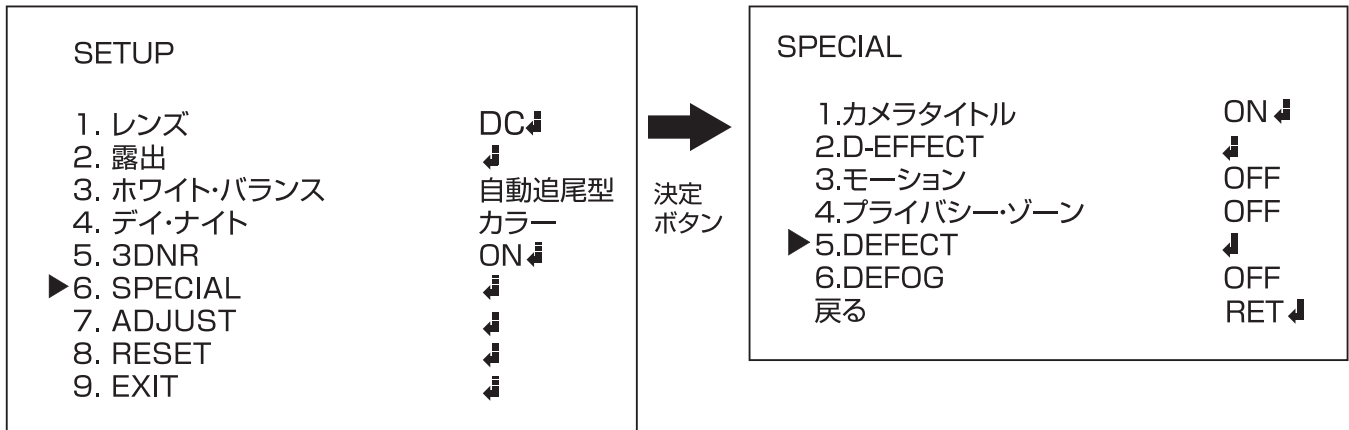 SETUP
1. レンズ DC↲
2. 露出 ↲
3. ホワイト・バランス 自動追尾型
4. デイ・ナイト カラー
5. 3DNR ON↲
▶6. SPECIAL ↲
7. ADJUST ↲
8. RESET ↲
9. EXIT ↲
決定
ボタン
SPECIAL
1.カメラタイトル ON↲
2.D-EFFECT ↲
3.モーション OFF
4.プライバシー・ゾーン OFF
▶5.DEFECT ↲
6.DEFOG OFF
戻る RET↲